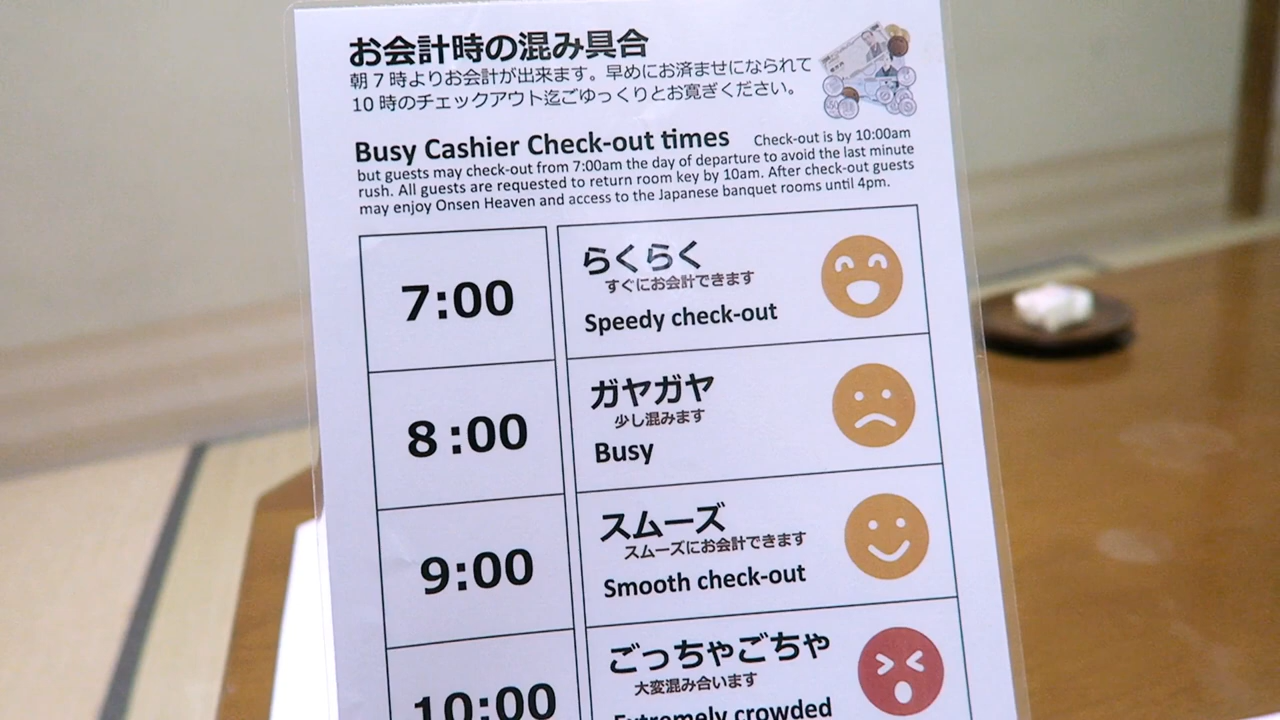 お会計時の混み具合
朝７時よりお会計が出来ます。早めにお済ませになられて
10 時のチェックアウト迄ごゆっくりとお寛ぎください。
Busy Cashier Check-out times Check-out is by 10:00am
but guests may check-out from 7:00am the day of departure to avoid the last minute
rush. All guests are requested to return room key by 10am. After check-out guests
may enjoy Onsen Heaven and access to the Japanese banquet rooms until 4pm.
7:00
らくらく
すぐにお会計できます
Speedy check-out
8:00
ガヤガヤ
少し混みます
Busy
9:00
スムーズ
スムーズにお会計できます
Smooth check-out
10:00
ごっちゃごちゃ
大変混み合います
Extremely crowded